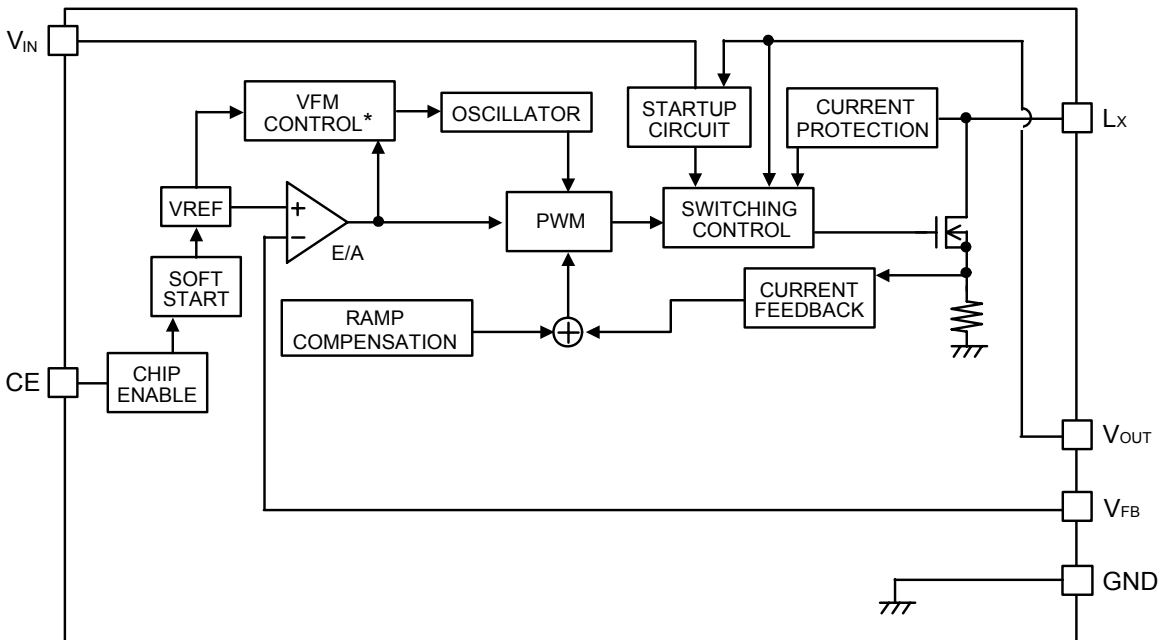 VIN
VFM
CONTROL*
OSCILLATOR
STARTUP
CIRCUIT
CURRENT
PROTECTION
LX
VREF
+
−
E/A
PWM
SWITCHING
CONTROL
SOFT
START
RAMP
COMPENSATION
+
CURRENT
FEEDBACK
CE
CHIP
ENABLE
VOUT
VFB
GND